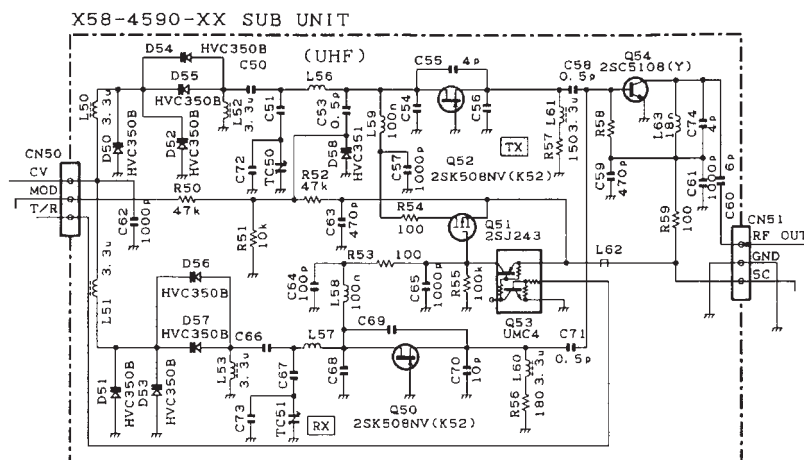 X58-4590-XX SUB UNIT
(UHF)
D54
HVC350B
D55
HVC350B
C50
L50
3.3u
D50
HVC350B
D52
HVC350B
L52
3.3u
C51
L56
C53
0.5p
C55
4p
C54
C56
L59
100n
C58
0.5p
L61
3.3u
R57
150
TX
Q54
2SC5108(Y)
R58
L63
18n
C74
4p
C59
470p
C61
1000p
6p
C60
C72
TC50
D58
HVC351
C57
1000p
Q52
2SK508NV(K52)
CN50
CV
MOD
T/R
R50
47k
R52
47k
C62
1000p
R51
10k
C63
470p
R54
100
Q51
2SJ243
R59
100
CN51
RF OUT
GND
SC
L51
3.3u
D56
HVC350B
D57
HVC350B
R53
100
C64
100p
L58
100n
C65
1000p
R55
100k
Q53
UMC4
L62
C66
L57
C69
C71
0.5p
D51
HVC350B
D53
HVC350B
L53
3.3u
C67
C68
C73
TC51
RX
Q50
2SK508NV(K52)
C70
10p
L60
3.3u
R56
180